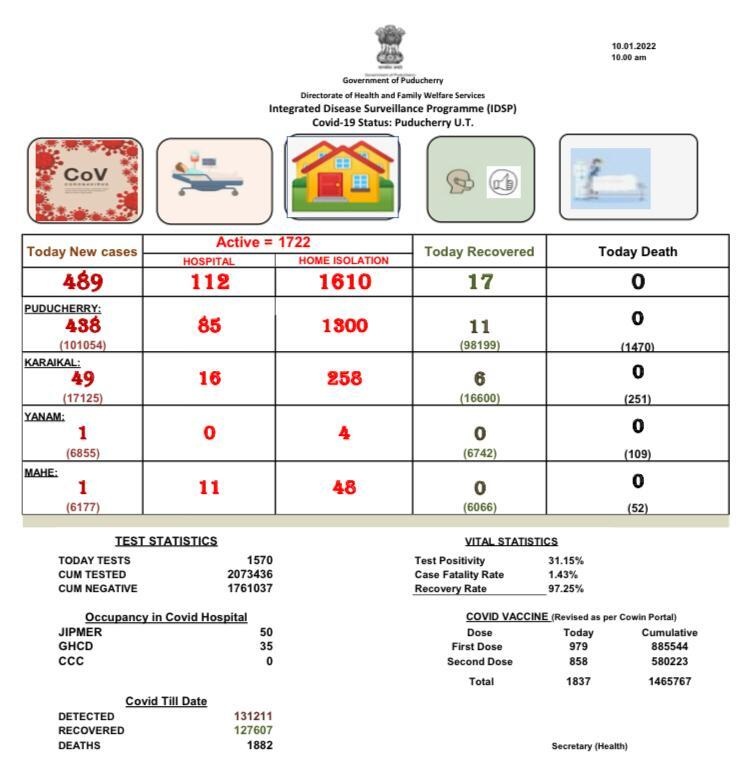 10.01.2022
10.00 am
Government of Puducherry
Government of Puducherry
Directorate of Health and Family Welfare Services
Integrated Disease Surveillance Programme (IDSP)
Covid-19 Status: Puducherry U.T.
CoV
CORONAVIRUS
Today New cases
Active = 1722
HOSPITAL HOME ISOLATION
Today Recovered
Today Death
489 112 1610 17 0
PUDUCHERRY:
438 85 1300 11 0
(101054) (98199) (1470)
KARAIKAL:
49 16 258 6 0
(17125) (16600) (251)
YANAM:
1 0 4 0 0
(6855) (6742) (109)
MAHE:
1 11 48 0 0
(6177) (6066) (52)
TEST STATISTICS
TODAY TESTS 1570
CUM TESTED 2073436
CUM NEGATIVE 1761037
VITAL STATISTICS
Test Positivity 31.15%
Case Fatality Rate 1.43%
Recovery Rate 97.25%
Occupancy in Covid Hospital
JIPMER 50
GHCD 35
CCC 0
COVID VACCINE (Revised as per Cowin Portal)
Dose Today Cumulative
First Dose 979 885544
Second Dose 858 580223
Total 1837 1465767
Covid Till Date
DETECTED 131211
RECOVERED 127607
DEATHS 1882
Secretary (Health)